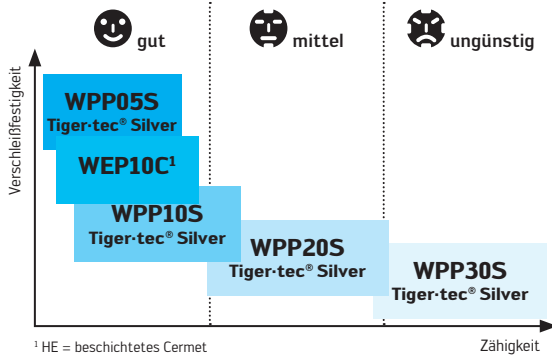 gut
mittel
ungünstig
Verschleißfestigkeit
WPP05S
Tiger·tec® Silver
WEP10C¹
WPP10S
Tiger·tec® Silver
WPP20S
Tiger·tec® Silver
WPP30S
Tiger·tec® Silver
¹ HE = beschichtetes Cermet
Zähigkeit